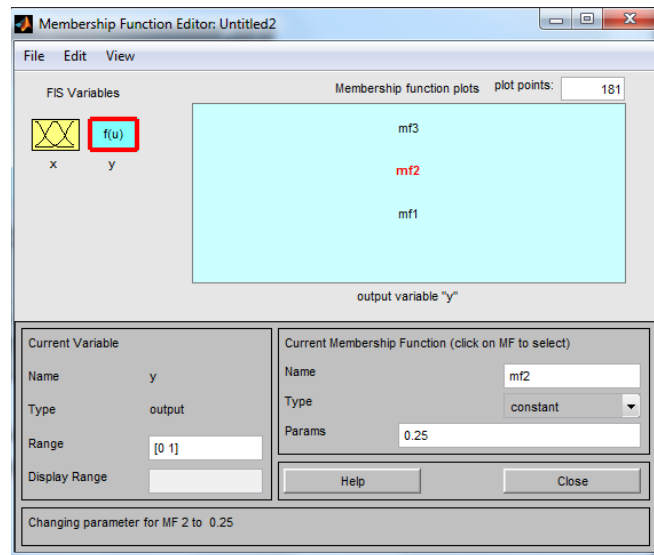 Membership Function Editor: Untitled2
File Edit View
FIS Variables
Membership function plots plot points: 181
f(u)
x y
mf3
mf2
mf1
output variable "y"
Current Variable
Name y
Type output
Range [0 1]
Display Range
Current Membership Function (click on MF to select)
Name mf2
Type constant
Params 0.25
Help Close
Changing parameter for MF 2 to 0.25